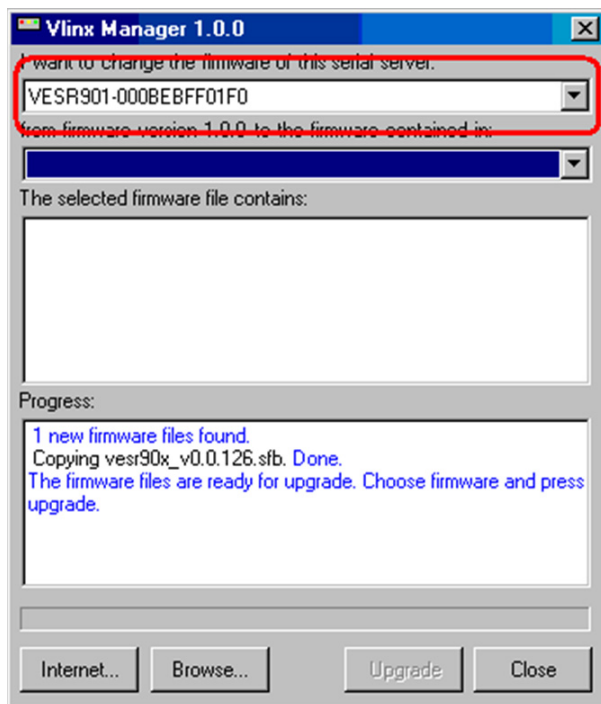 Vlinx Manager 1.0.0
I want to change the firmware of this serial server:
VESR901-000BEBFF01F0
from firmware version 1.0.0 to the firmware contained in:
The selected firmware file contains:
Progress:
1 new firmware files found.
Copying vesr90x_v0.0.126.sfb. Done.
The firmware files are ready for upgrade. Choose firmware and press
upgrade.
Internet... Browse... Upgrade Close